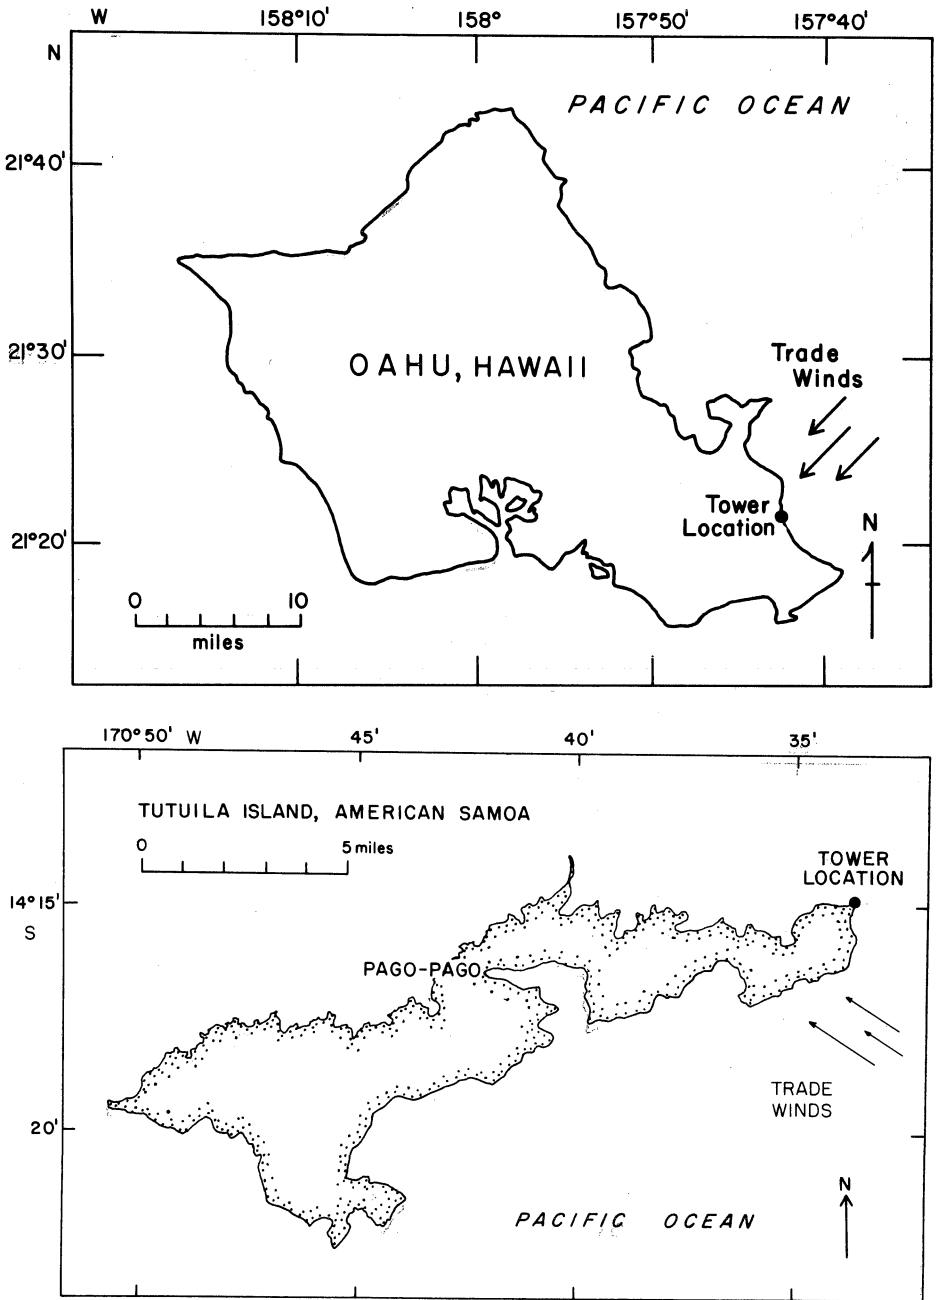 W 158°10' 158° 157°50' 157°40'
N
PACIFIC OCEAN
21°40'
21°30'
OAHU, HAWAII
Trade
Winds
Tower
Location
N
21°20'
0 10
miles
170°50' W 45' 40' 35'
TUTUILA ISLAND, AMERICAN SAMOA
0 5 miles
TOWER
LOCATION
14°15'
S
PAGO-PAGO
TRADE
WINDS
20'
N
PACIFIC OCEAN